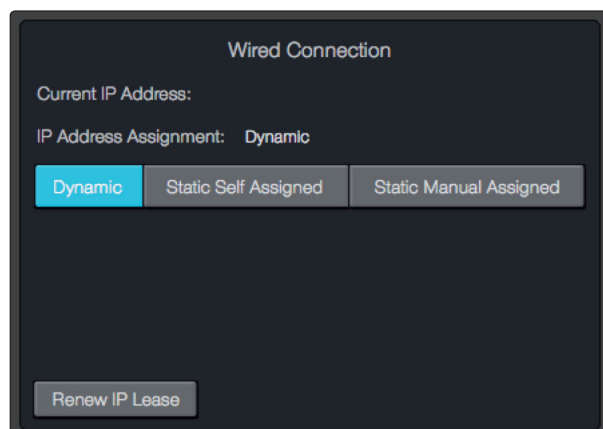 Wired Connection
Current IP Address:
IP Address Assignment: Dynamic
Dynamic Static Self Assigned Static Manual Assigned
Renew IP Lease